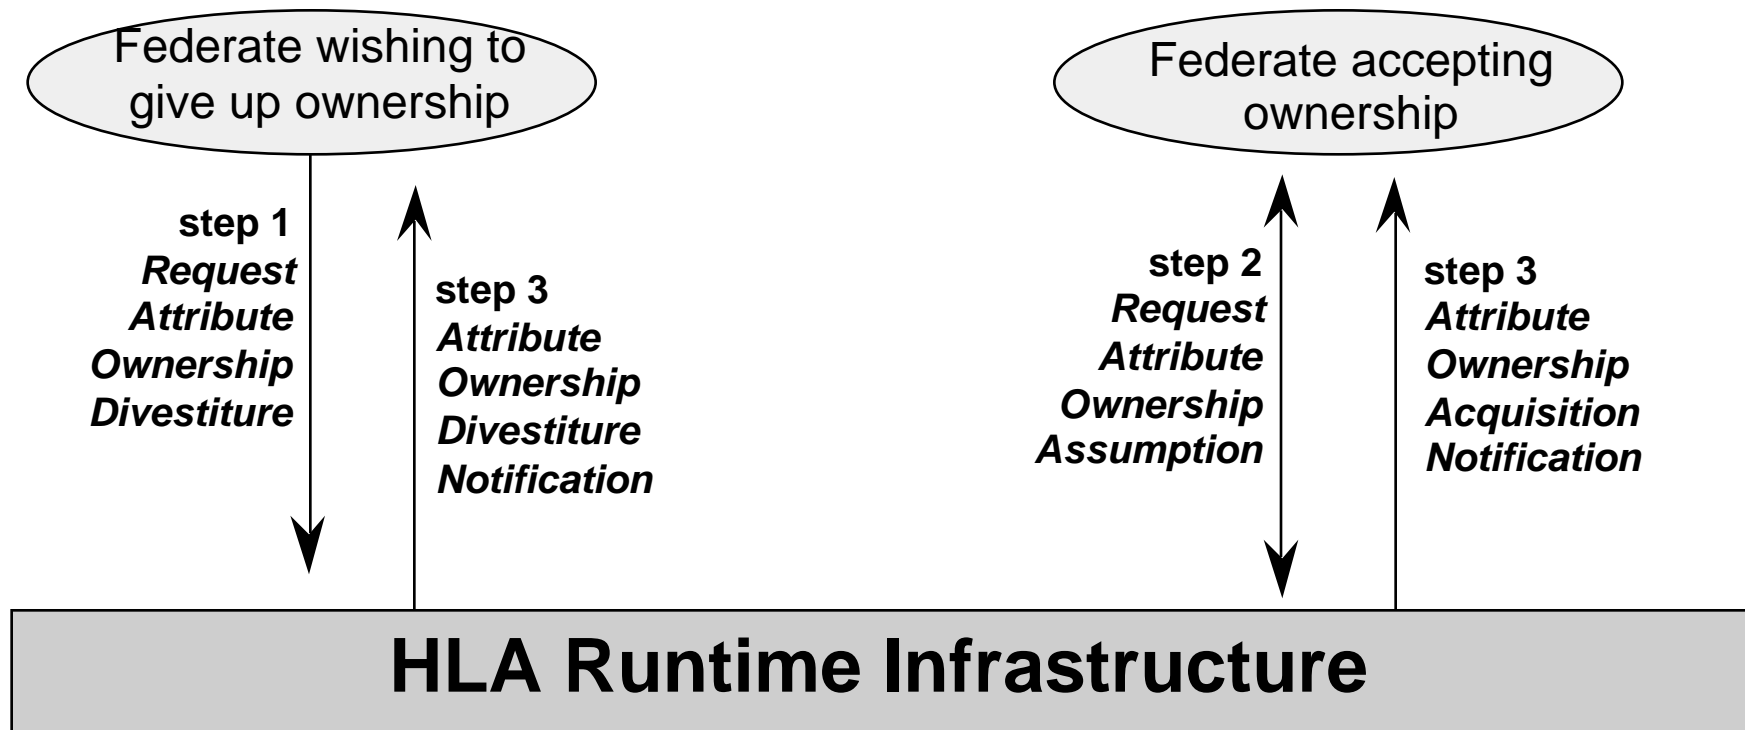 Federate wishing to
give up ownership
Federate accepting
ownership
step 1
Request
Attribute
Ownership
Divestiture
step 3
Attribute
Ownership
Divestiture
Notification
step 2
Request
Attribute
Ownership
Assumption
step 3
Attribute
Ownership
Acquisition
Notification
HLA Runtime Infrastructure